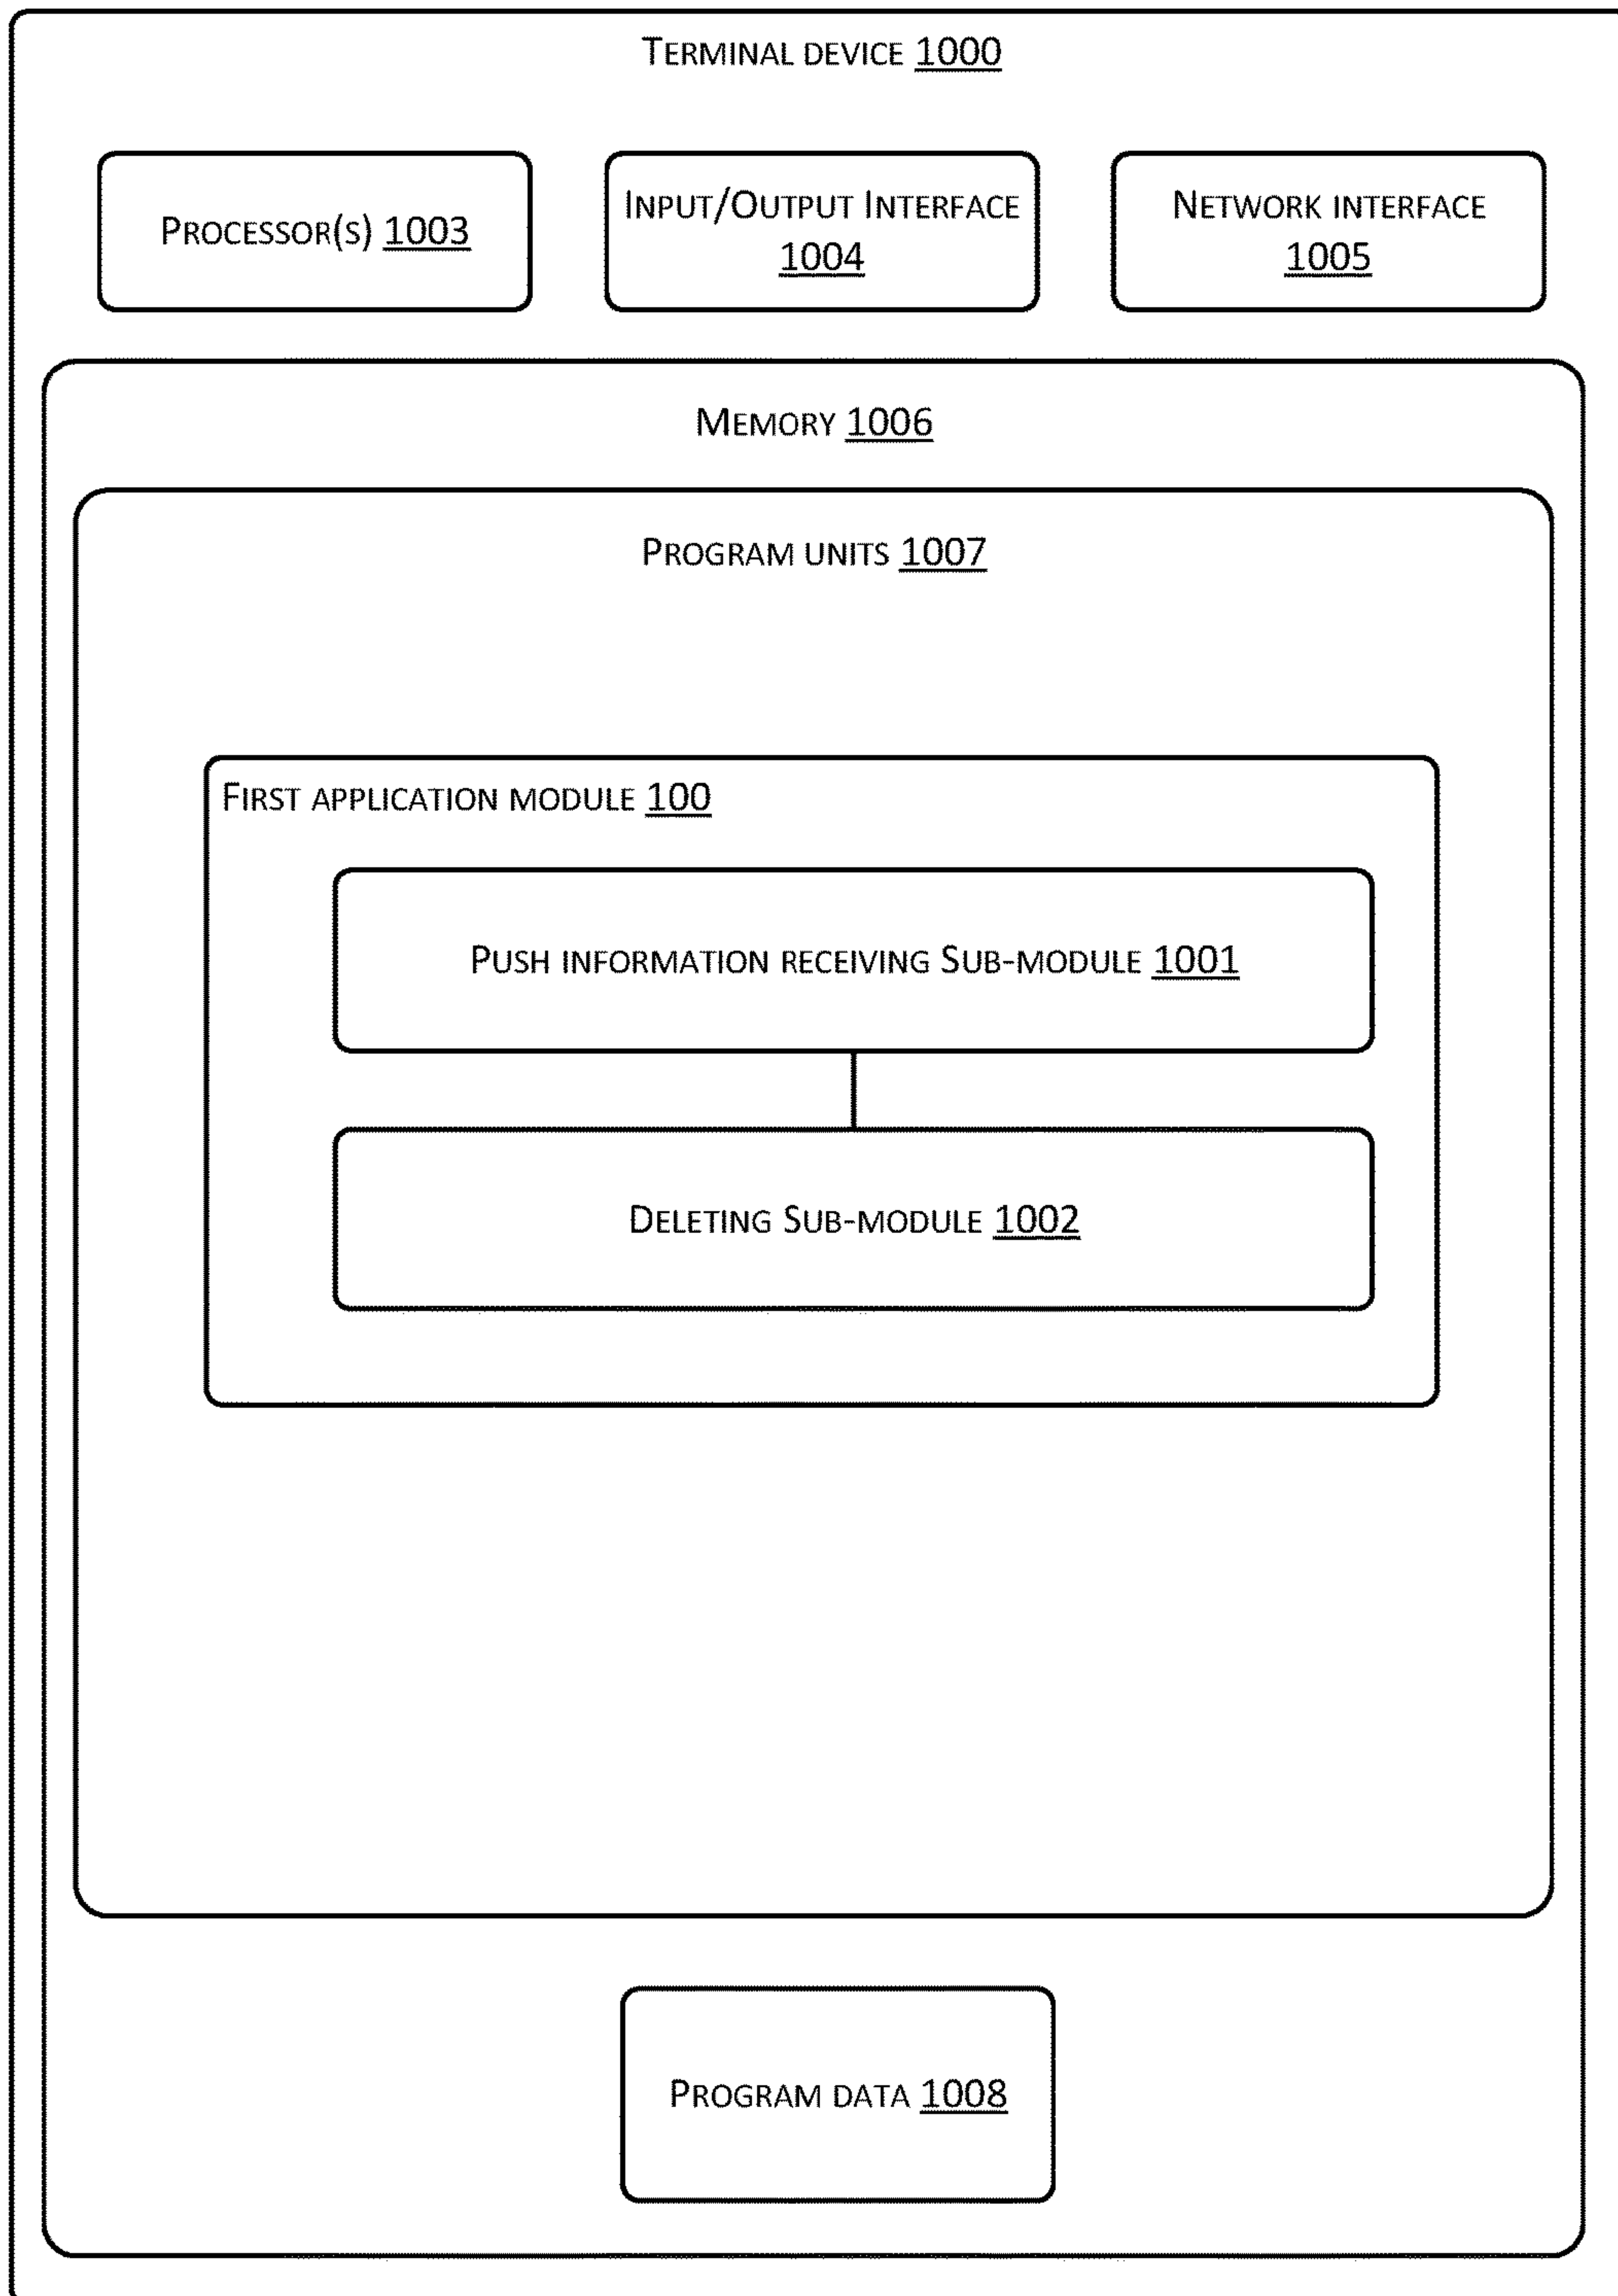 TERMINAL DEVICE 1000
PROCESSOR(S) 1003
INPUT/OUTPUT INTERFACE
1004
NETWORK INTERFACE
1005
MEMORY 1006
PROGRAM UNITS 1007
FIRST APPLICATION MODULE 100
PUSH INFORMATION RECEIVING SUB-MODULE 1001
DELETING SUB-MODULE 1002
PROGRAM DATA 1008